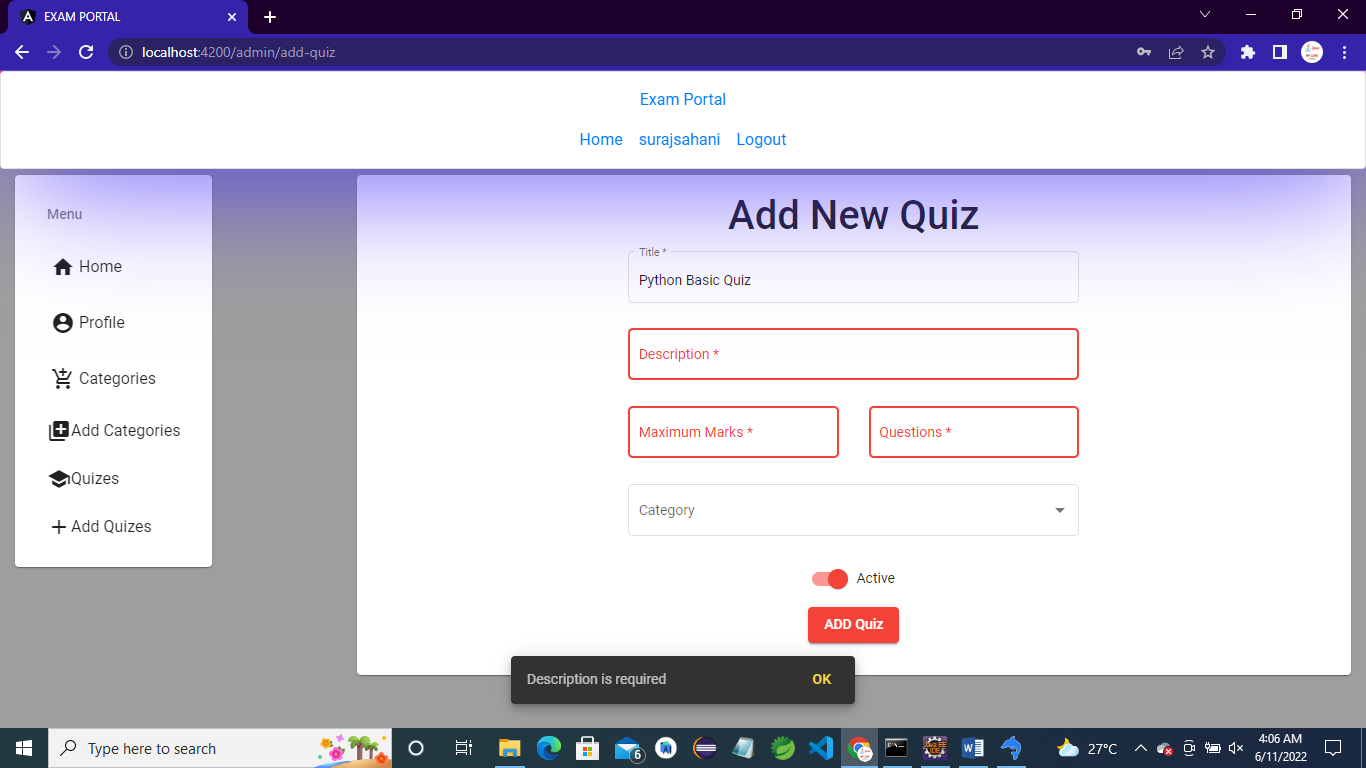 EXAM PORTAL
localhost:4200/admin/add-quiz
Exam Portal
Home surajsahani Logout
Menu
Home
Profile
Categories
Add Categories
Quizes
Add Quizes
Add New Quiz
Title *
Python Basic Quiz
Description *
Maximum Marks * Questions *
Category
Active
ADD Quiz
Description is required OK
Type here to search
6
27°C
4:06 AM
6/11/2022